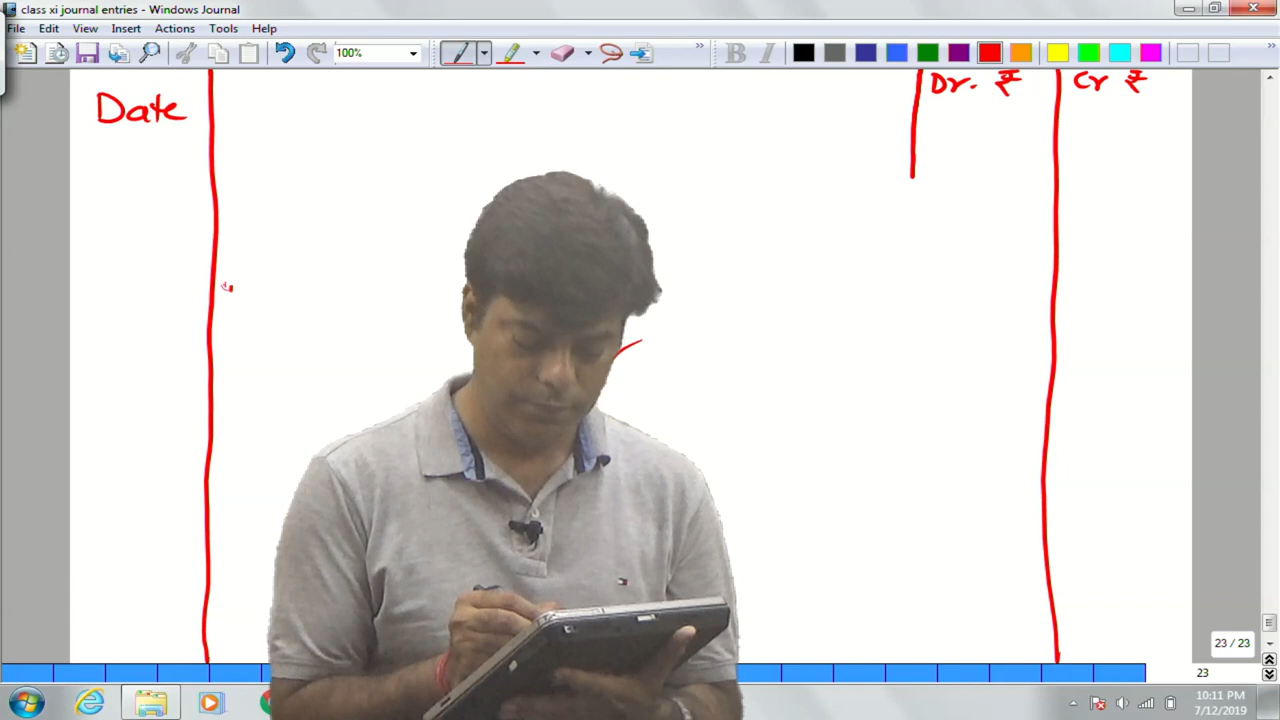 class xi journal entries - Windows Journal
File Edit View Insert Actions Tools Help
100%
B I
Dr. ₹ Cr ₹
Date
23 / 23
23
10:11 PM
7/12/2019